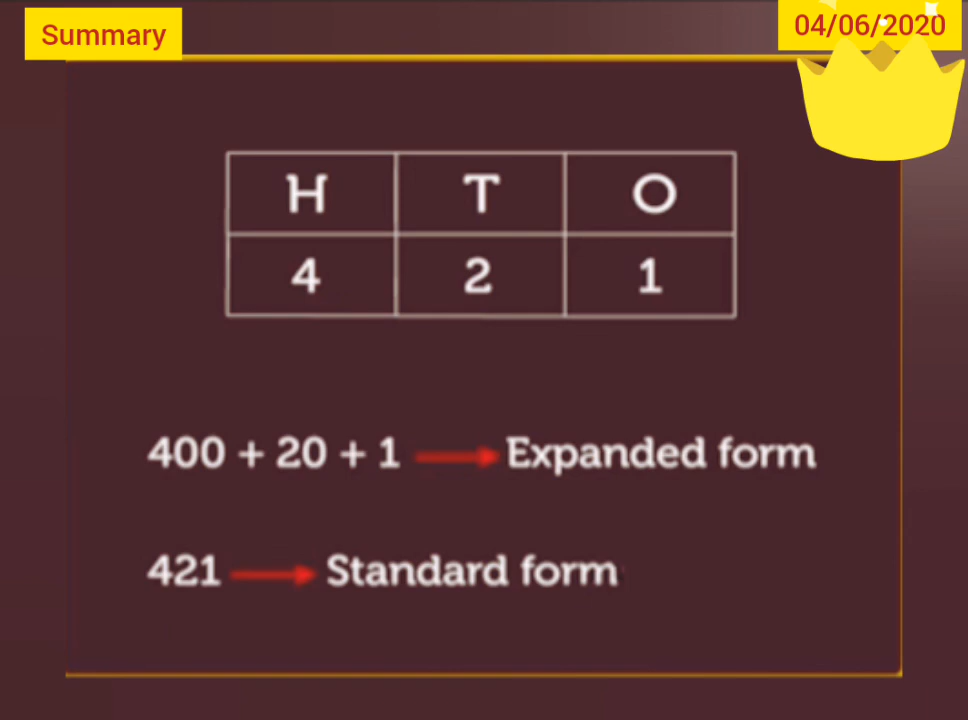 Summary
04/06/2020
H T O
4 2 1
400 + 20 + 1 Expanded form
421 Standard form